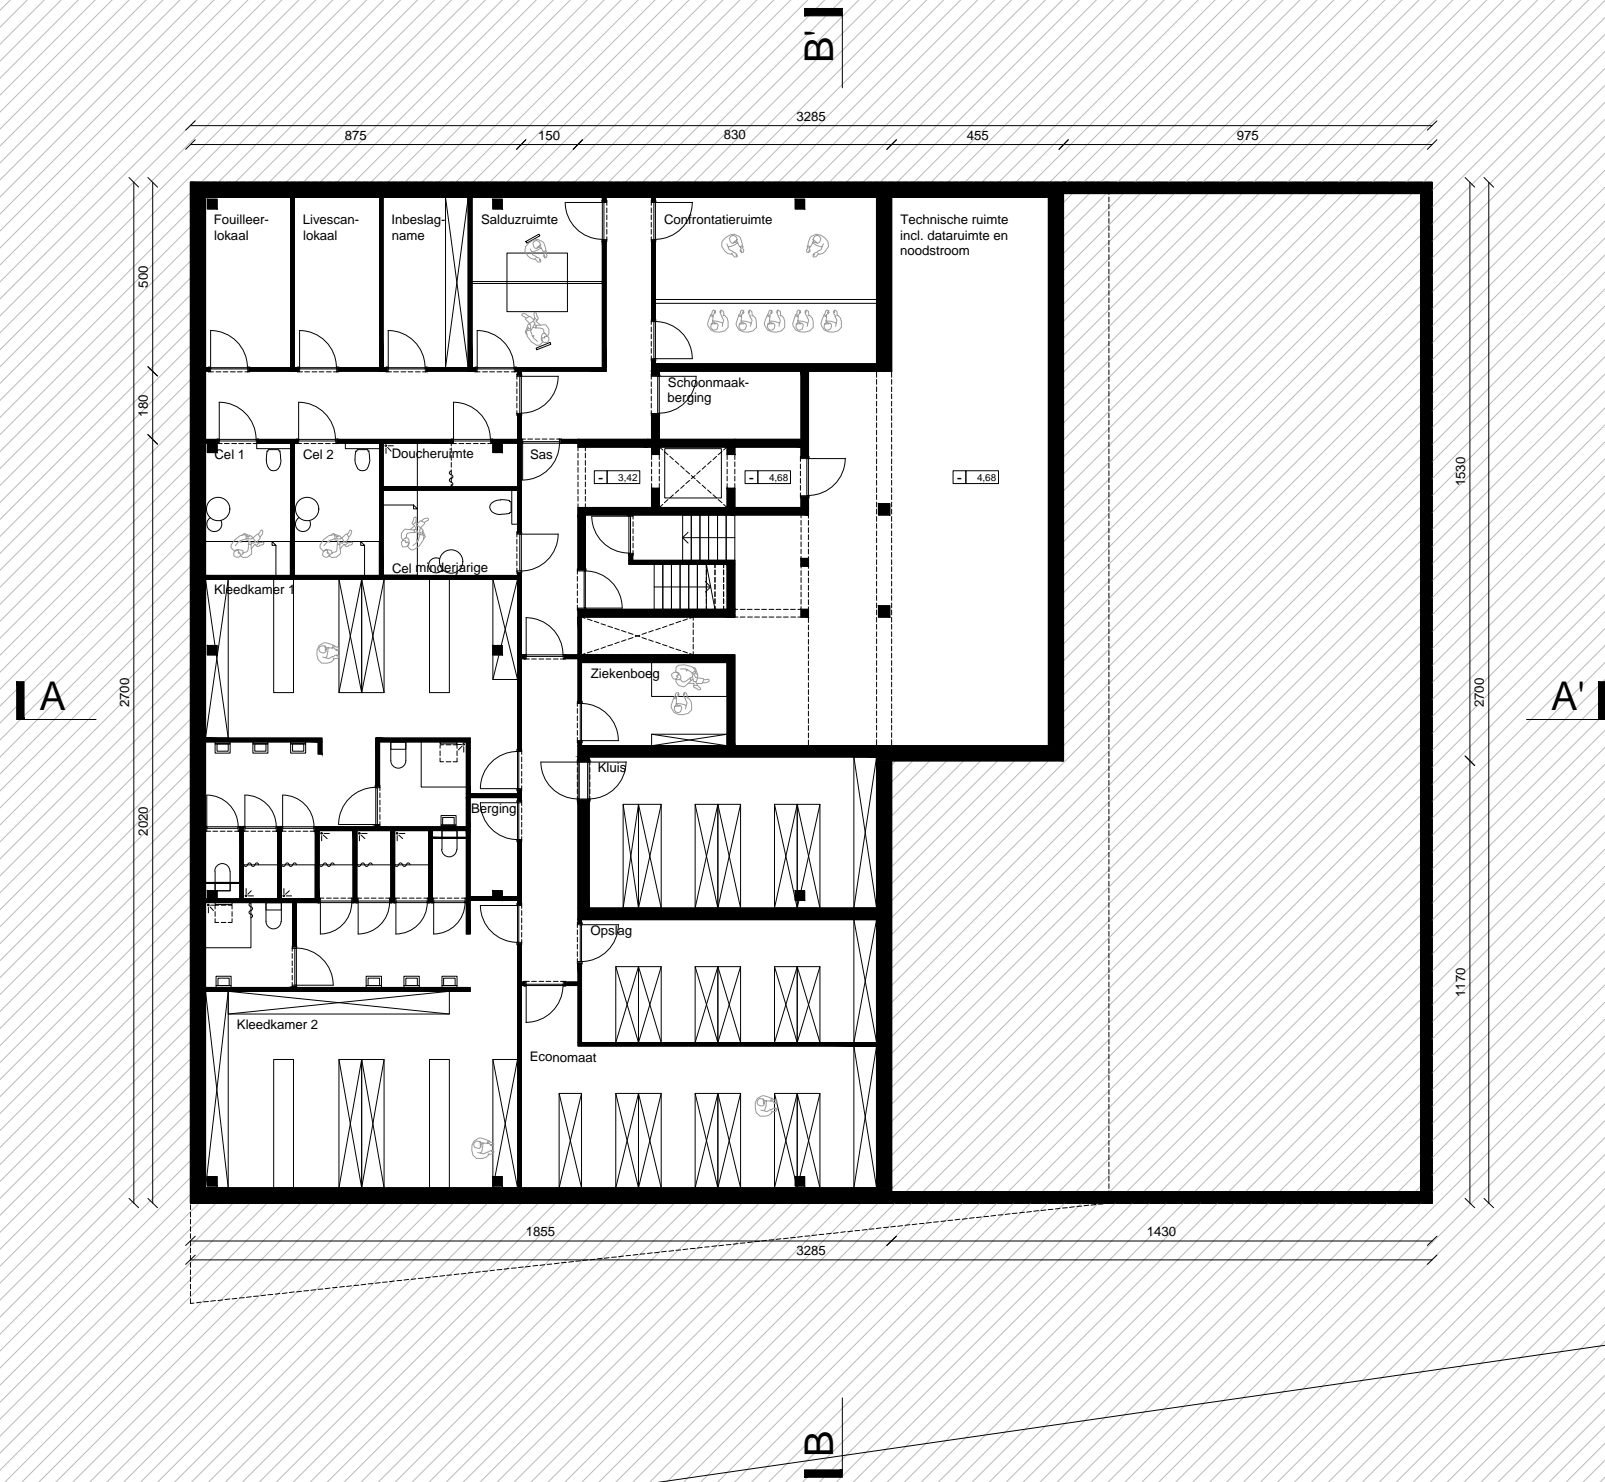 B'
3285
875
150
830
455
975
Fouilleer-
lokaal
Livescan-
lokaal
Inbeslag-
name
Salduzruimte
Confrontatieruimte
Technische ruimte
incl. dataruimte en
noodstroom
500
180
2020
2700
Schoonmaak-
berging
Cel 1
Cel 2
Doucheruimte
Sas
- 3,42
- 4,68
- 4,68
1530
2700
1170
Cel minderjarige
Kleedkamer 1
Ziekenboeg
A
A'
Kluis
Berging
Opslag
Kleedkamer 2
Economaat
1855
1430
3285
B